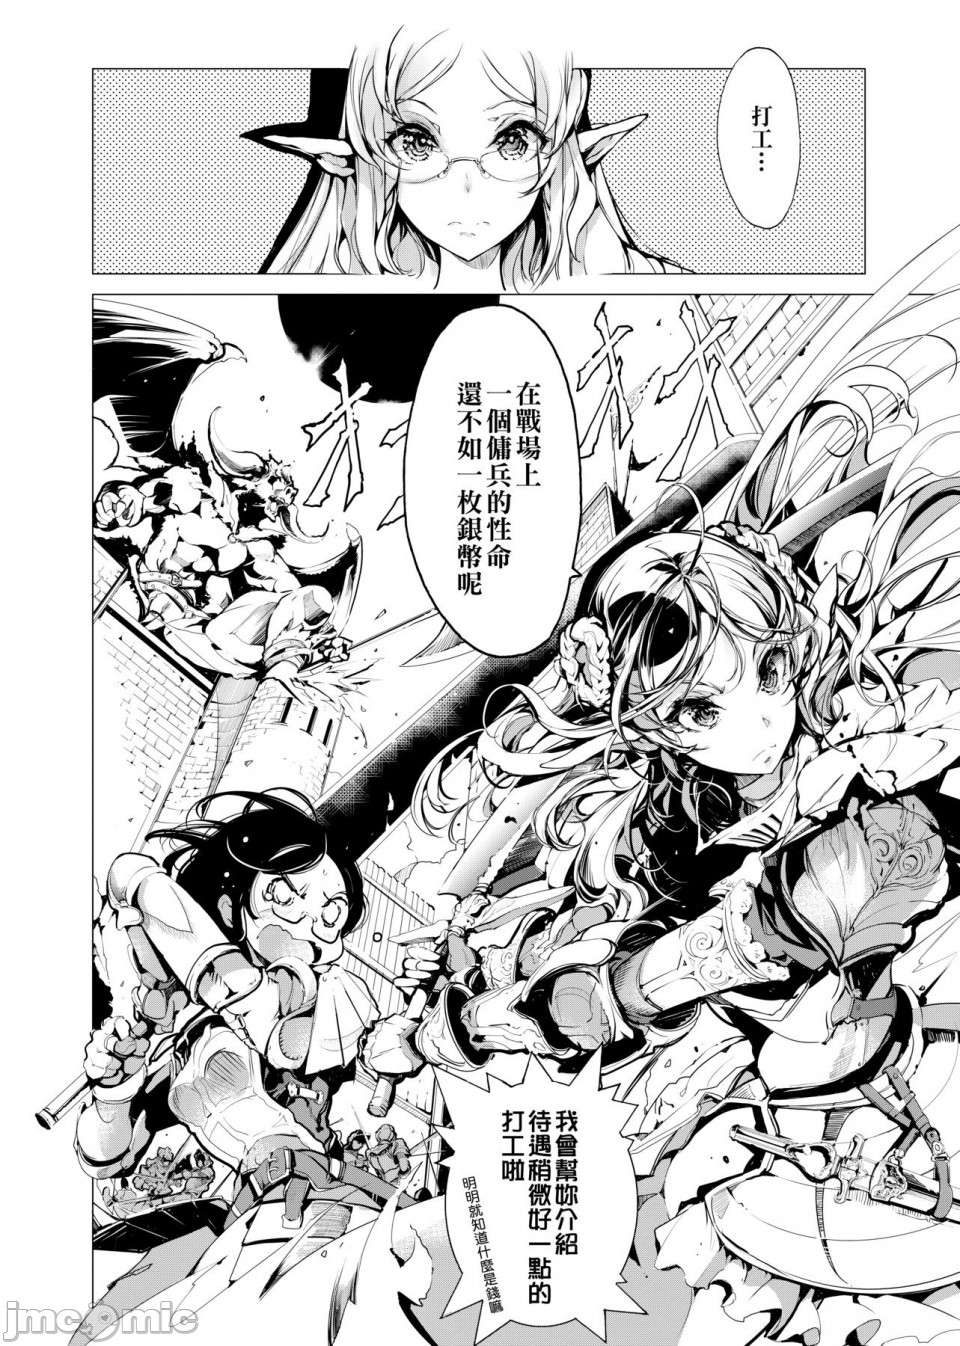 打工…
在戰場上
一個傭兵的性命
還不如一枚銀幣呢
我會幫妳介紹
待遇稍微好一點的
打工啦
明明就知道什麼是錢嘛
jmcomic